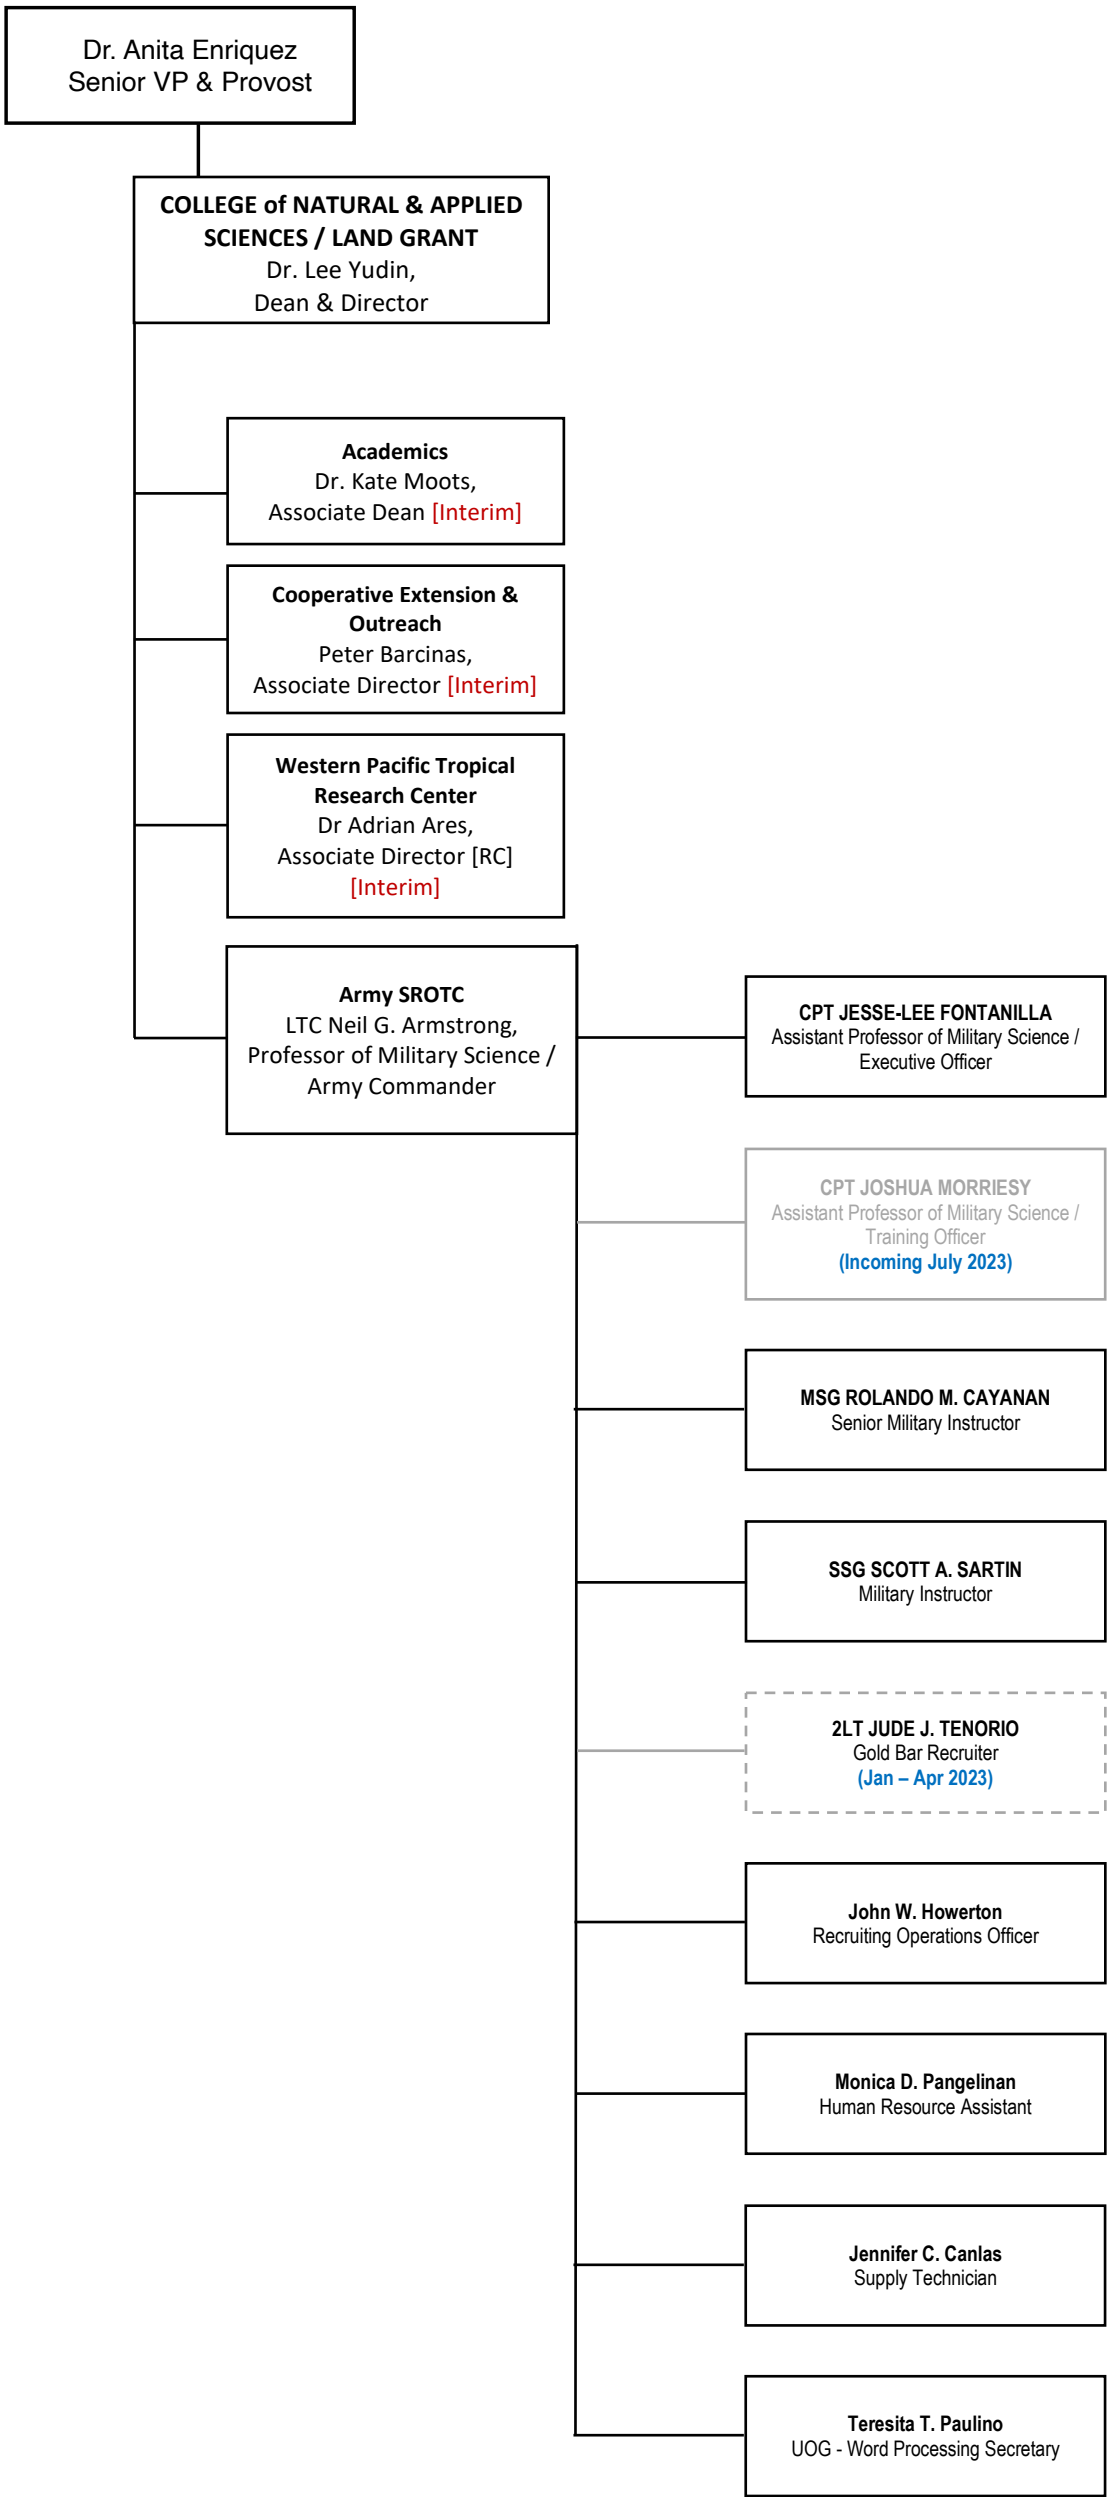 Dr. Anita Enriquez
Senior VP & Provost
COLLEGE of NATURAL & APPLIED
SCIENCES / LAND GRANT
Dr. Lee Yudin,
Dean & Director
Academics
Dr. Kate Moots,
Associate Dean [Interim]
Cooperative Extension &
Outreach
Peter Barcinas,
Associate Director [Interim]
Western Pacific Tropical
Research Center
Dr Adrian Ares,
Associate Director [RC]
[Interim]
Army SROTC
LTC Neil G. Armstrong,
Professor of Military Science /
Army Commander
CPT JESSE-LEE FONTANILLA
Assistant Professor of Military Science /
Executive Officer
CPT JOSHUA MORRIESY
Assistant Professor of Military Science /
Training Officer
(Incoming July 2023)
MSG ROLANDO M. CAYANAN
Senior Military Instructor
SSG SCOTT A. SARTIN
Military Instructor
2LT JUDE J. TENORIO
Gold Bar Recruiter
(Jan – Apr 2023)
John W. Howerton
Recruiting Operations Officer
Monica D. Pangelinan
Human Resource Assistant
Jennifer C. Canlas
Supply Technician
Teresita T. Paulino
UOG - Word Processing Secretary